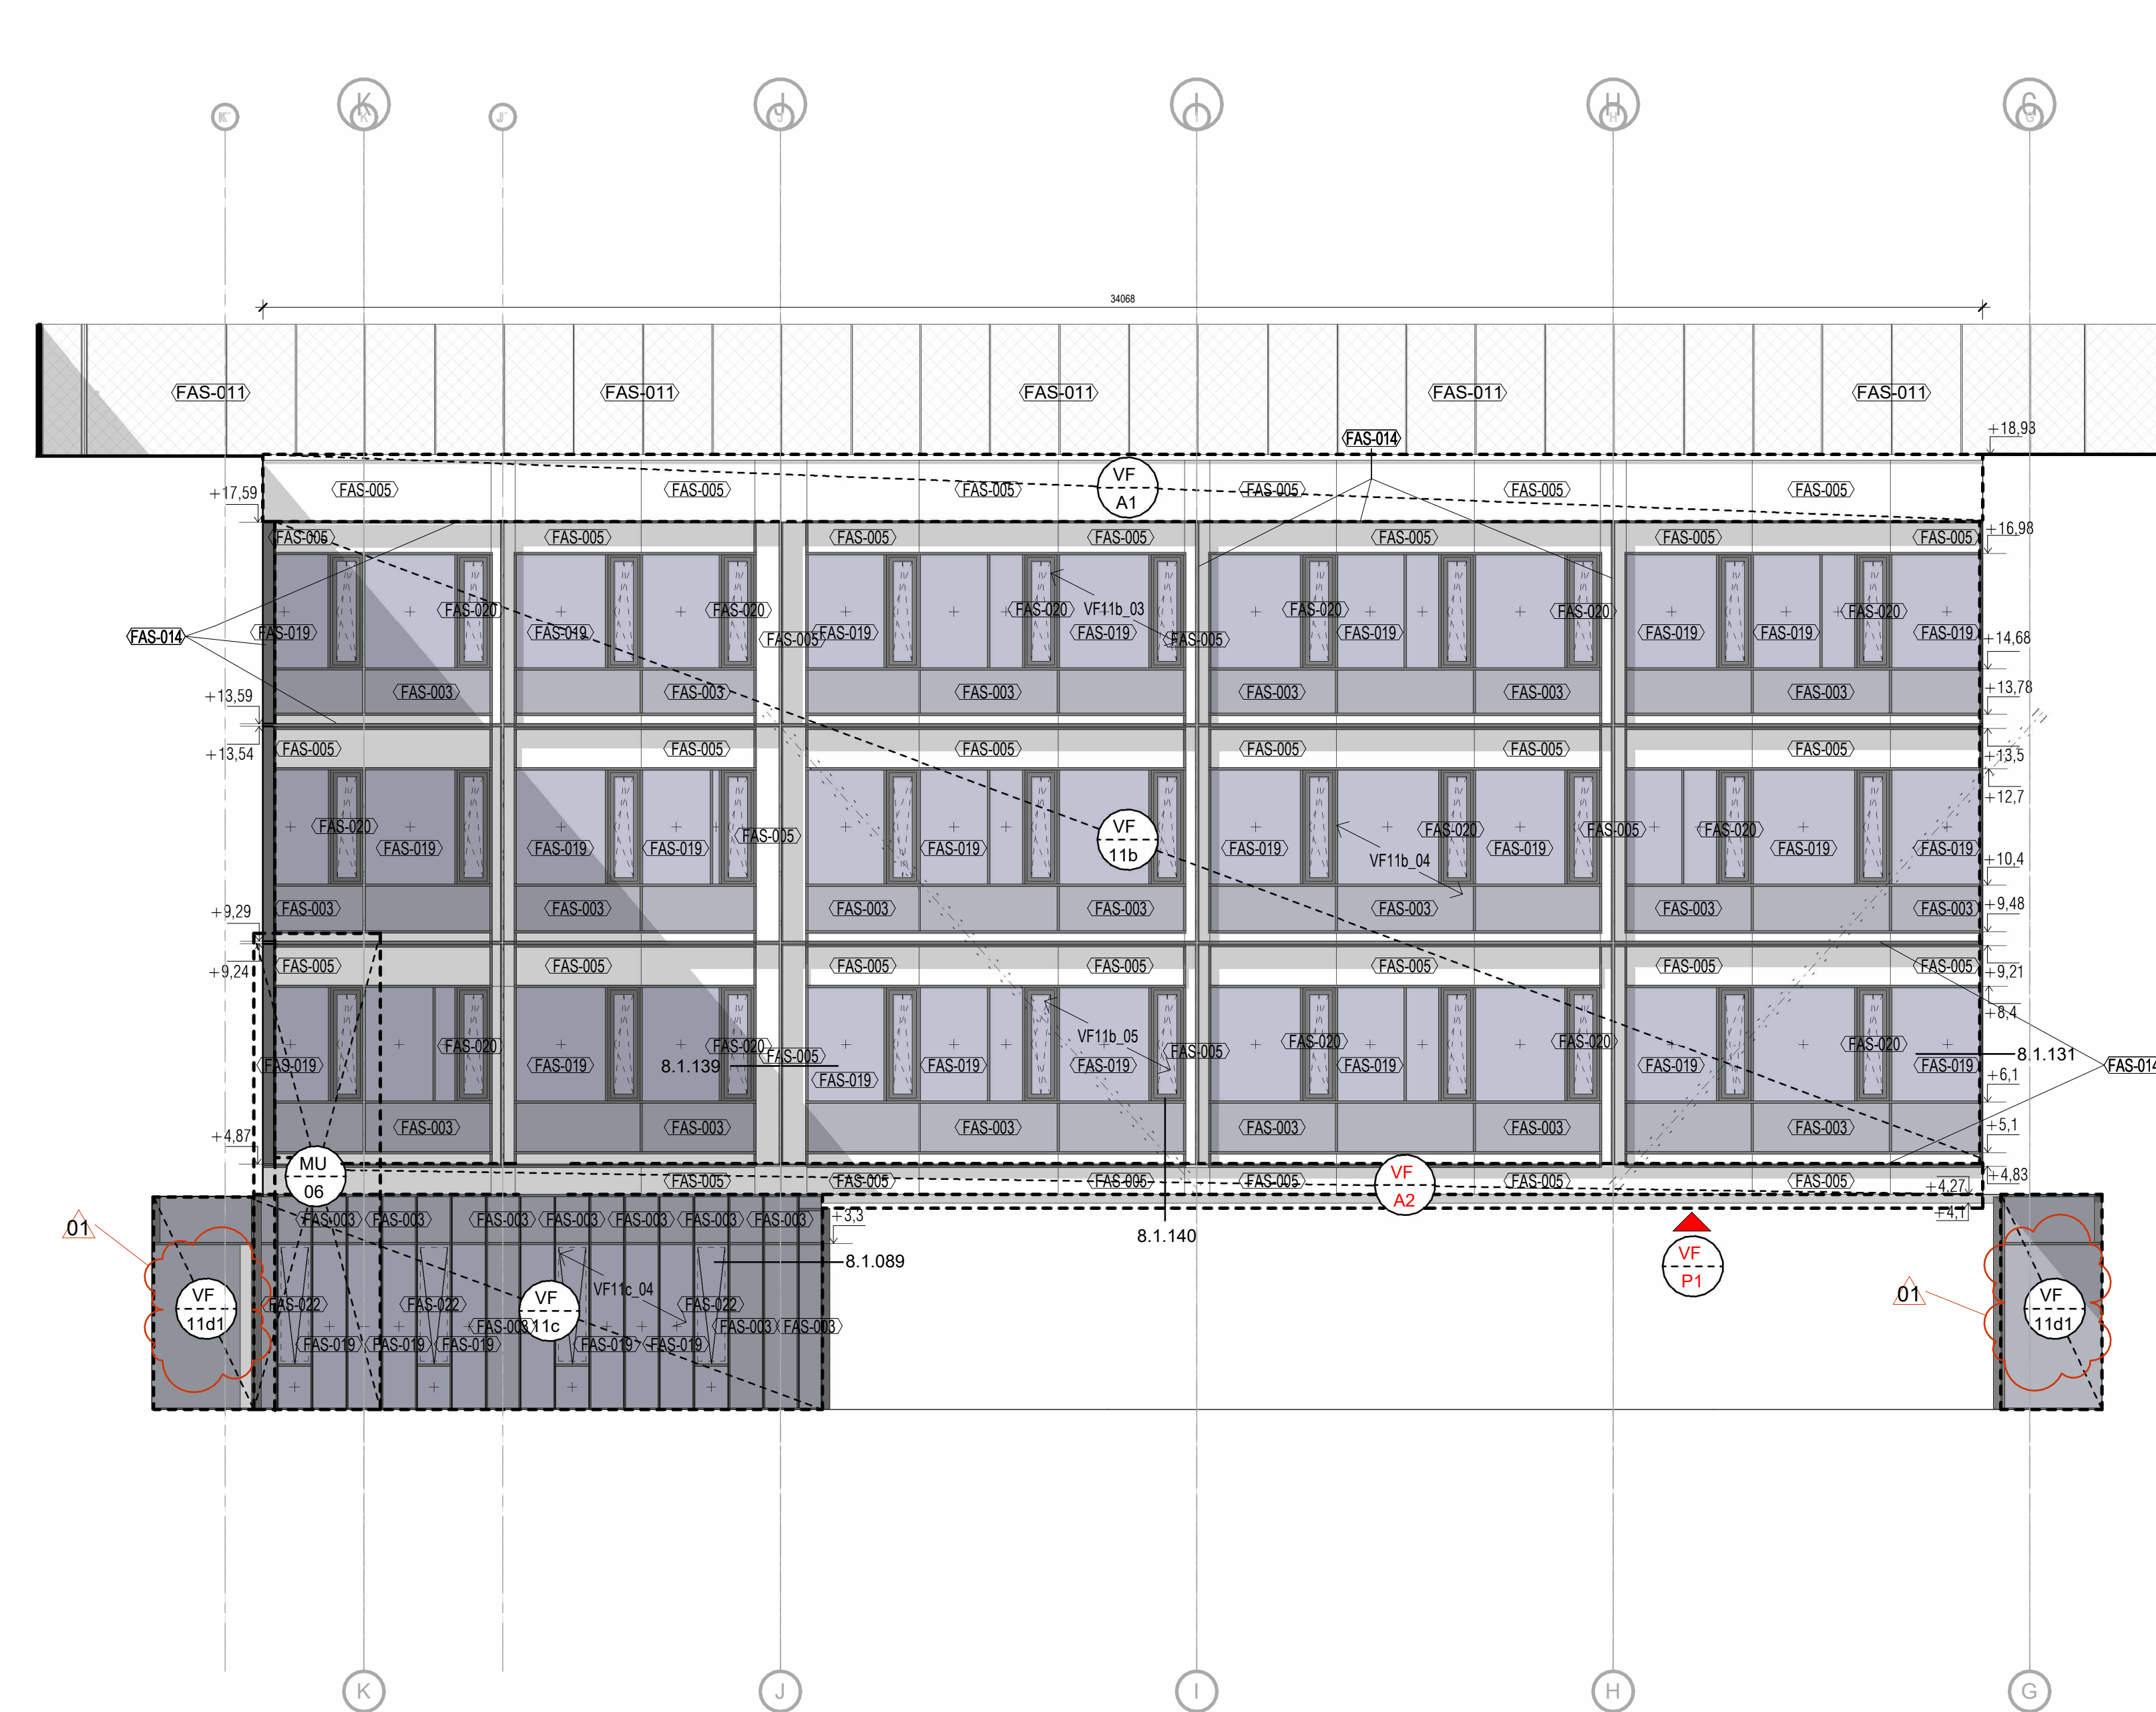 K' K J' J I H G
K J I H G
34068
FAS-011 FAS-011 FAS-011 FAS-011 FAS-011
FAS-014
+18,93
+17,59 FAS-005 FAS-005 FAS-005 VF A1 FAS-005 FAS-005 FAS-005
FAS-005 FAS-005 FAS-005 FAS-005 FAS-005 FAS-005 FAS-005 +16,98
FAS-020 FAS-020 FAS-020 VF11b_03 FAS-020 FAS-020 FAS-020
FAS-014 FAS-019 FAS-019 FAS-005 FAS-019 FAS-019 FAS-005 FAS-019 FAS-019 FAS-019 FAS-019 +14,68
+13,59 FAS-003 FAS-003 FAS-003 FAS-003 FAS-003 FAS-003 +13,78
+13,54 FAS-005 FAS-005 FAS-005 FAS-005 FAS-005 FAS-005 +13,5
+12,7
FAS-020 FAS-005 VF 11b FAS-020 FAS-005 FAS-020
FAS-019 FAS-019 FAS-019 FAS-019 FAS-019 VF11b_04 FAS-019 FAS-019 FAS-019 +10,4
+9,29 FAS-003 FAS-003 FAS-003 FAS-003 FAS-003 FAS-003 FAS-003 +9,48
+9,24 FAS-005 FAS-005 FAS-005 FAS-005 FAS-005 FAS-005 FAS-005 +9,21
+8,4
FAS-020 FAS-020 FAS-005 VF11b_05 FAS-005 FAS-020 FAS-020 FAS-020 8.1.131
FAS-019 FAS-019 8.1.139 FAS-019 FAS-019 FAS-019 FAS-019 FAS-019 FAS-019 FAS-014
+6,1
+4,87 FAS-003 FAS-003 FAS-003 FAS-003 FAS-003 FAS-003 +5,1
MU 06 FAS-005 FAS-005 FAS-005 FAS-005 VF A2 FAS-005 FAS-005 +4,83
+4,27
+4,1
01 FAS-003 FAS-003 FAS-003 FAS-003 FAS-003 FAS-003 FAS-003 +3,3
8.1.140
8.1.089
VF P1
VF 11d1 FAS-022 FAS-022 VF 11c VF11c_04 FAS-022 01 VF 11d1
FAS-003 FAS-003 FAS-003
FAS-019 FAS-019 FAS-019 FAS-019 FAS-019
K J I H G